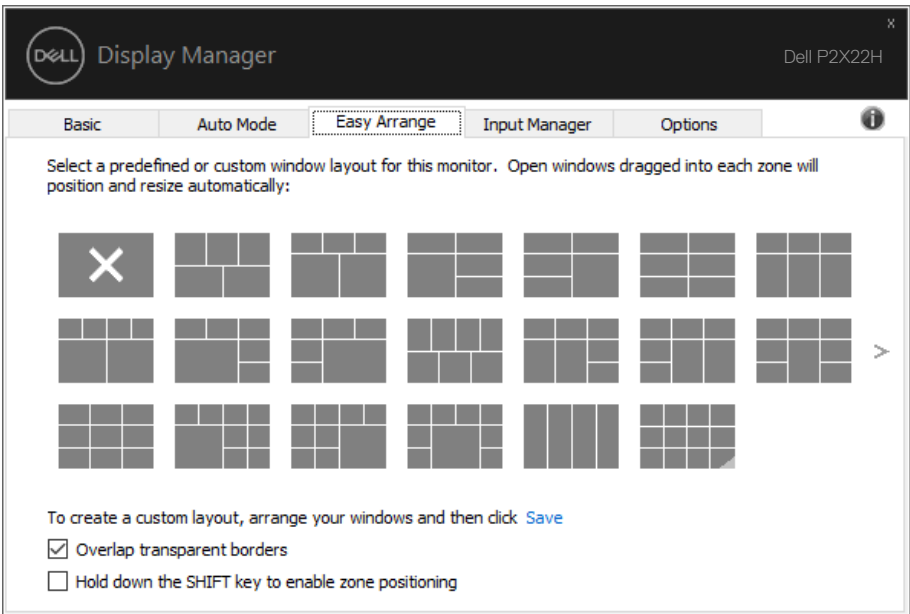 x
DELL Display Manager
Dell P2X22H
Basic Auto Mode Easy Arrange Input Manager Options
Select a predefined or custom window layout for this monitor. Open windows dragged into each zone will
position and resize automatically:
>
To create a custom layout, arrange your windows and then click Save
Overlap transparent borders
Hold down the SHIFT key to enable zone positioning